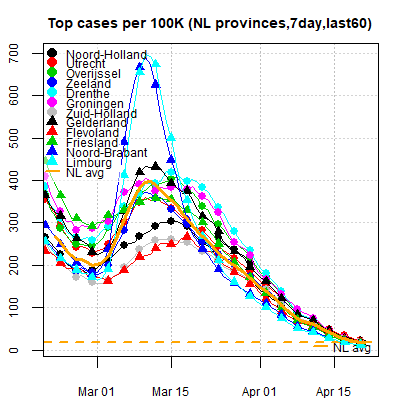 Top cases per 100K (NL provinces,7day,last60)
700
600
500
400
300
200
100
0
Noord-Holland
Utrecht
Overijssel
Zeeland
Drenthe
Groningen
Zuid-Holland
Gelderland
Flevoland
Friesland
Noord-Brabant
Limburg
NL avg
NL avg
Mar 01 Mar 15 Apr 01 Apr 15